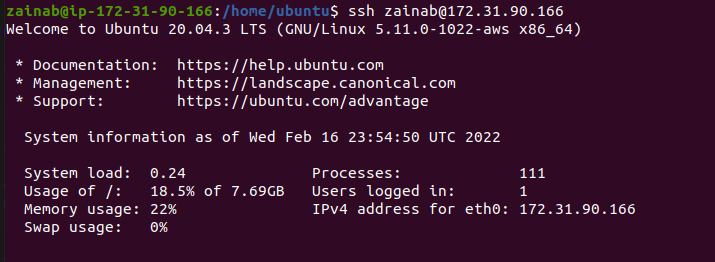 zainab@ip-172-31-90-166:/home/ubuntu$ ssh zainab@172.31.90.166
Welcome to Ubuntu 20.04.3 LTS (GNU/Linux 5.11.0-1022-aws x86_64)

 * Documentation:  https://help.ubuntu.com
 * Management:     https://landscape.canonical.com
 * Support:        https://ubuntu.com/advantage

  System information as of Wed Feb 16 23:54:50 UTC 2022

  System load:  0.24              Processes:             111
  Usage of /:   18.5% of 7.69GB   Users logged in:       1
  Memory usage: 22%               IPv4 address for eth0: 172.31.90.166
  Swap usage:   0%